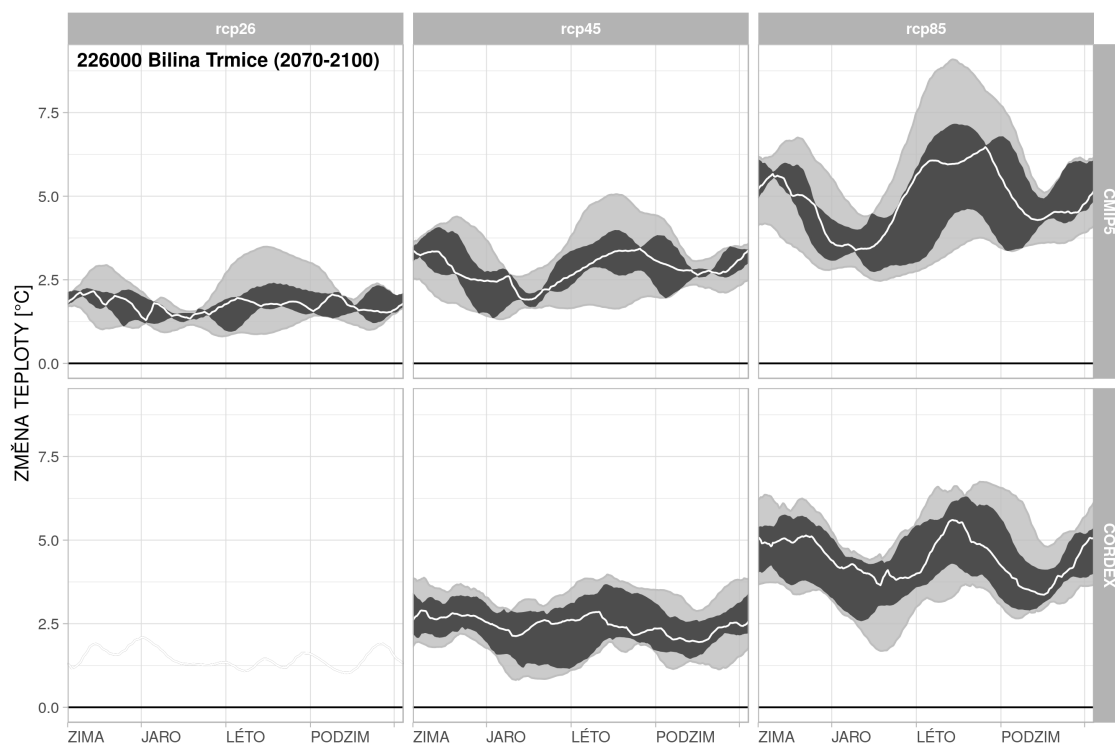 rcp26 rcp45 rcp85
226000 Bilina Trmice (2070-2100)
ZMĚNA TEPLOTY [°C]
7.5
5.0
2.5
0.0
CMIP5
7.5
5.0
2.5
0.0
CORDEX
ZIMA JARO LÉTO PODZIM ZIMA JARO LÉTO PODZIM ZIMA JARO LÉTO PODZIM